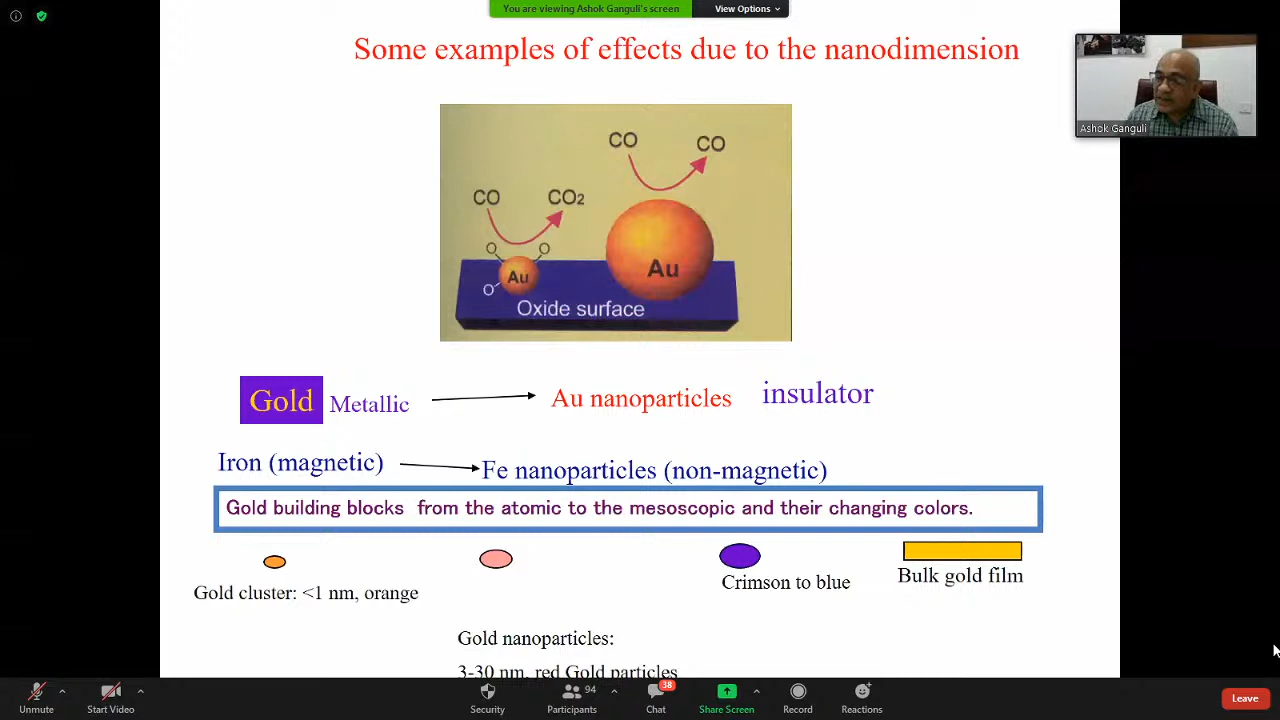 You are viewing Ashok Ganguli's screen
View Options
Some examples of effects due to the nanodimension
Ashok Ganguli
CO
CO
CO
CO2
O
O
Au
Au
O
Oxide surface
Gold Metallic
Au nanoparticles insulator
Iron (magnetic)
Fe nanoparticles (non-magnetic)
Gold building blocks from the atomic to the mesoscopic and their changing colors.
Gold cluster: <1 nm, orange
Crimson to blue
Bulk gold film
Gold nanoparticles:
3-30 nm, red Gold particles
Unmute
Start Video
Security
94
Participants
38
Chat
Share Screen
Record
Reactions
Leave